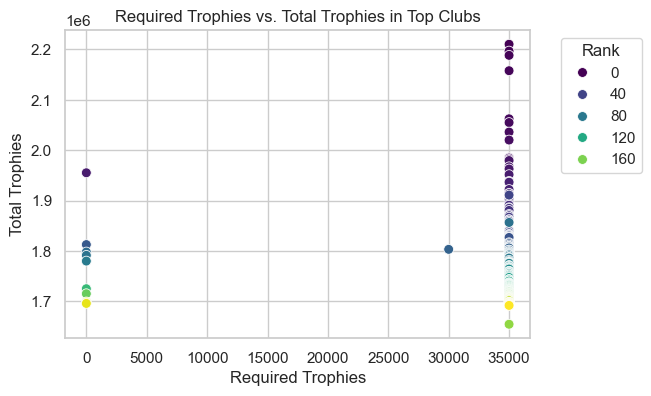 Required Trophies vs. Total Trophies in Top Clubs
1e6
2.2
2.1
2.0
1.9
1.8
1.7
Total Trophies
0 5000 10000 15000 20000 25000 30000 35000
Required Trophies
Rank
0
40
80
120
160